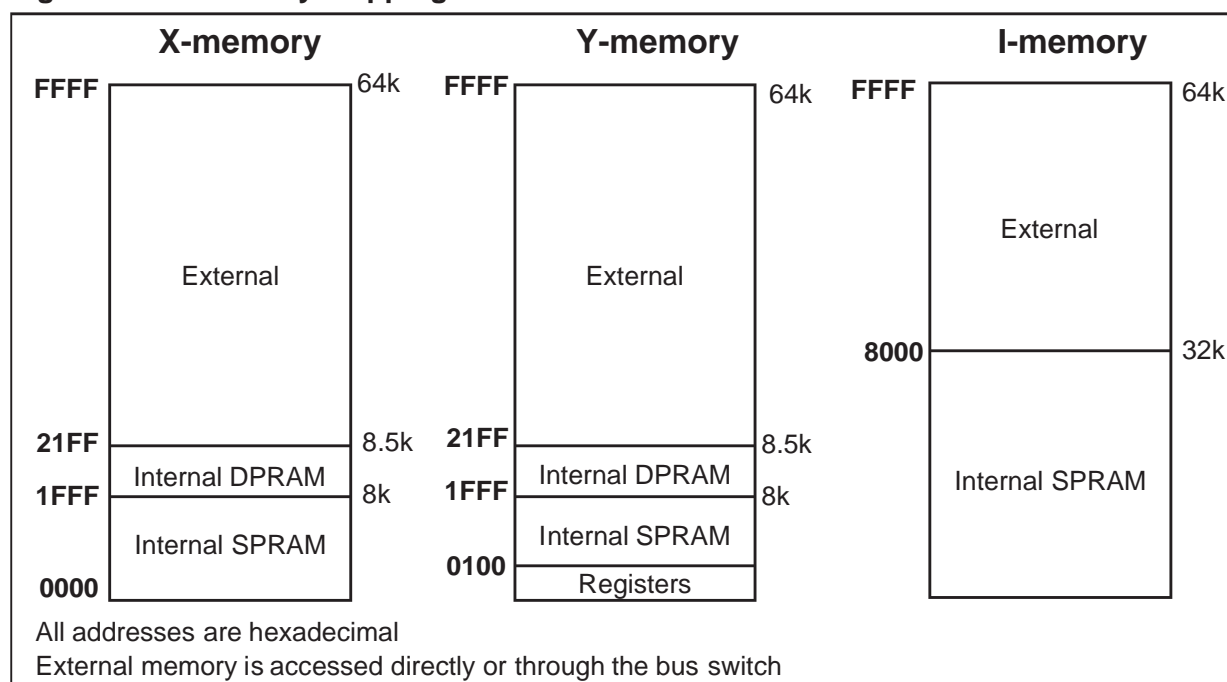 X-memory
FFFF
64k
External
21FF
8.5k
Internal DPRAM
1FFF
8k
Internal SPRAM
0000
Y-memory
FFFF
64k
External
21FF
8.5k
Internal DPRAM
1FFF
8k
Internal SPRAM
0100
Registers
I-memory
FFFF
64k
External
8000
32k
Internal SPRAM
All addresses are hexadecimal
External memory is accessed directly or through the bus switch